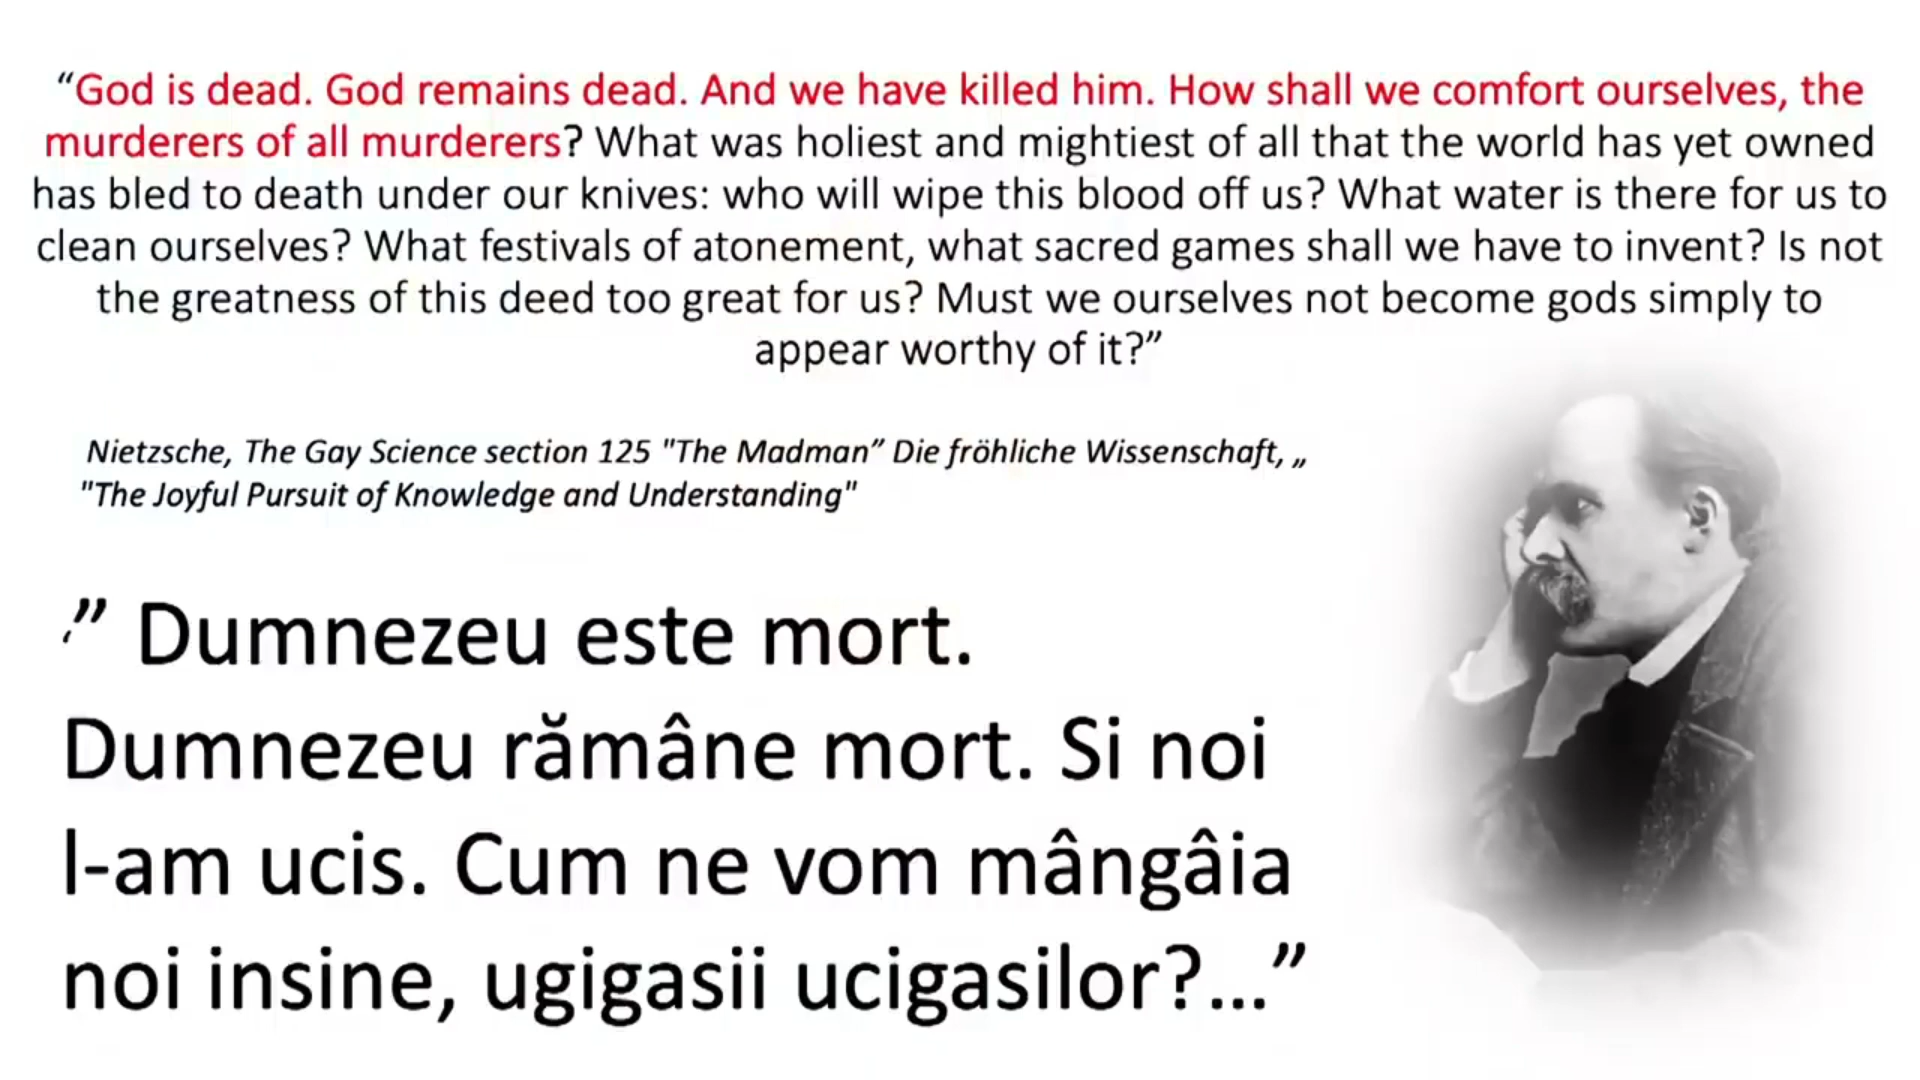 “God is dead. God remains dead. And we have killed him. How shall we comfort ourselves, the
murderers of all murderers? What was holiest and mightiest of all that the world has yet owned
has bled to death under our knives: who will wipe this blood off us? What water is there for us to
clean ourselves? What festivals of atonement, what sacred games shall we have to invent? Is not
the greatness of this deed too great for us? Must we ourselves not become gods simply to
appear worthy of it?”
Nietzsche, The Gay Science section 125 "The Madman” Die fröhliche Wissenschaft, „
"The Joyful Pursuit of Knowledge and Understanding"
” Dumnezeu este mort.
Dumnezeu rămâne mort. Si noi
l-am ucis. Cum ne vom mângâia
noi insine, ugigasii ucigasilor?...”